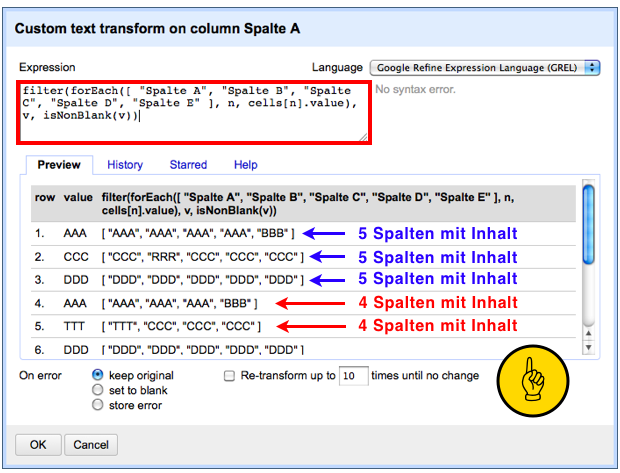 Custom text transform on column Spalte A
Expression
Language Google Refine Expression Language (GREL)
filter(forEach([ "Spalte A", "Spalte B", "Spalte
C", "Spalte D", "Spalte E" ], n, cells[n].value),
v, isNonBlank(v))
No syntax error.
Preview History Starred Help
row value filter(forEach([ "Spalte A", "Spalte B", "Spalte C", "Spalte D", "Spalte E" ], n,
cells[n].value), v, isNonBlank(v))
1. AAA [ "AAA", "AAA", "AAA", "AAA", "BBB" ] 5 Spalten mit Inhalt
2. CCC [ "CCC", "RRR", "CCC", "CCC", "CCC" ] 5 Spalten mit Inhalt
3. DDD [ "DDD", "DDD", "DDD", "DDD", "DDD" ] 5 Spalten mit Inhalt
4. AAA [ "AAA", "AAA", "AAA", "BBB" ] 4 Spalten mit Inhalt
5. TTT [ "TTT", "CCC", "CCC", "CCC" ] 4 Spalten mit Inhalt
6. DDD [ "DDD", "DDD", "DDD", "DDD", "DDD" ]
On error keep original Re-transform up to 10 times until no change
set to blank
store error
OK Cancel